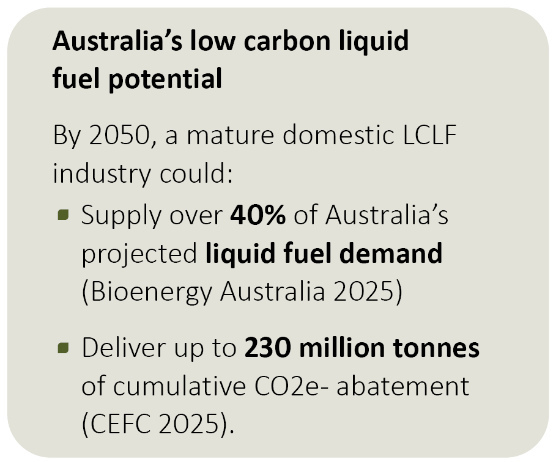 Australia's low carbon liquid
fuel potential
By 2050, a mature domestic LCLF
industry could:
▪ Supply over 40% of Australia's
projected liquid fuel demand
(Bioenergy Australia 2025)
▪ Deliver up to 230 million tonnes
of cumulative CO2e- abatement
(CEFC 2025).